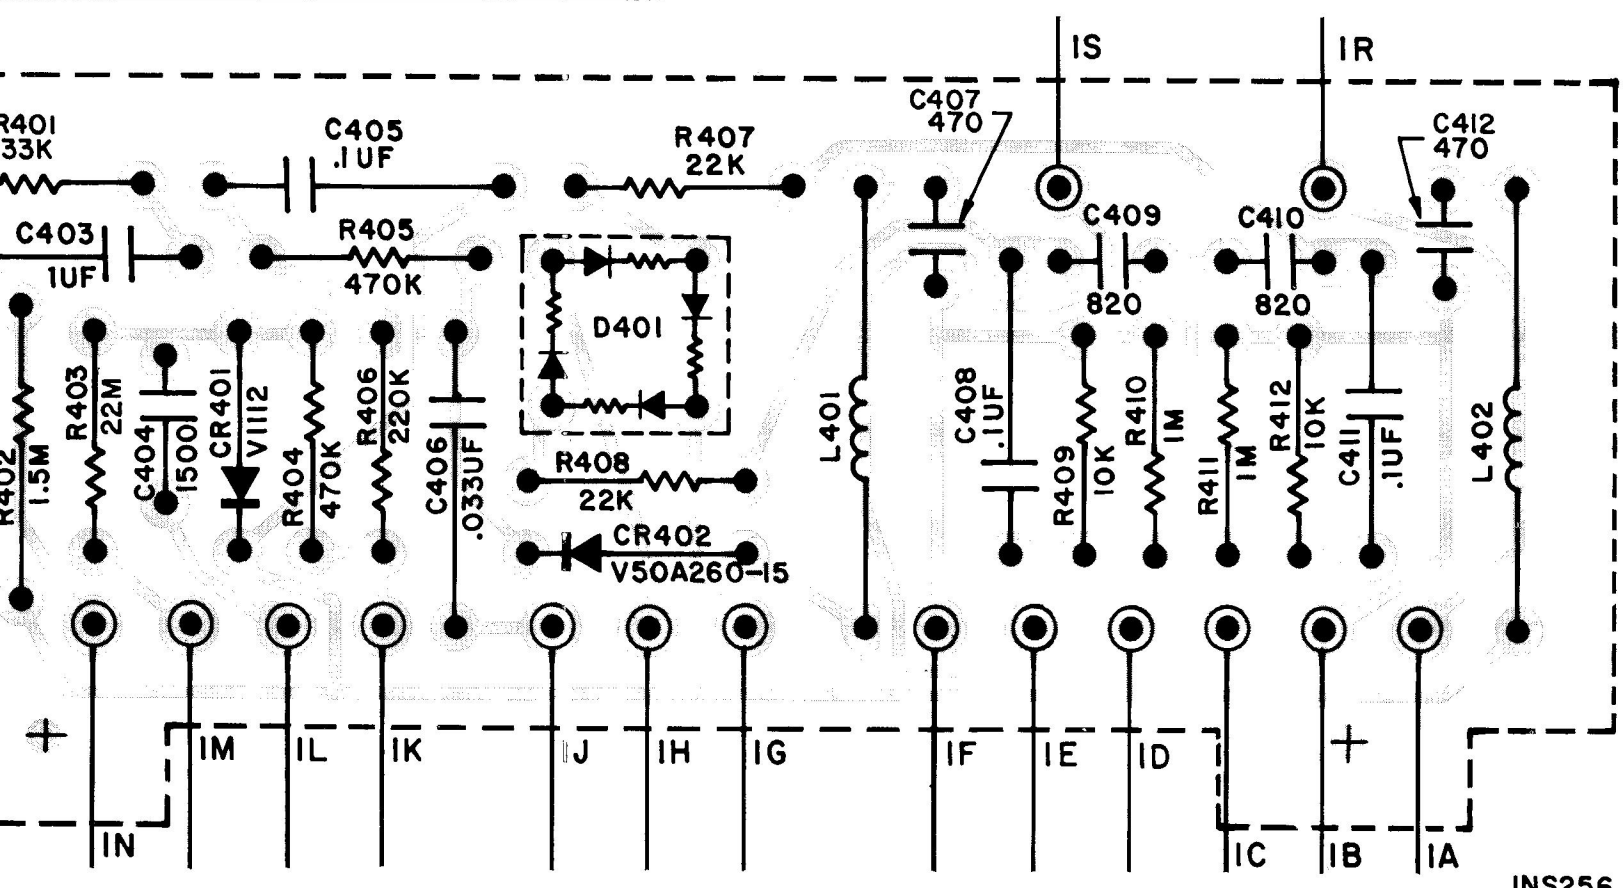 IS
IR
R401
33K
C405
.1UF
R407
22K
C407
470
C412
470
C403
1UF
R405
470K
C409
820
C410
820
D401
R402
1.5M
R403
22M
C404
1500
CR401
V1112
R404
470K
R406
220K
C406
.033UF
R408
22K
CR402
V50A260-15
L401
C408
.1UF
R409
10K
R410
1M
R411
1M
R412
10K
C411
.1UF
L402
IN
IM
IL
IK
IJ
IH
IG
IF
IE
ID
IC
IB
IA
INS256